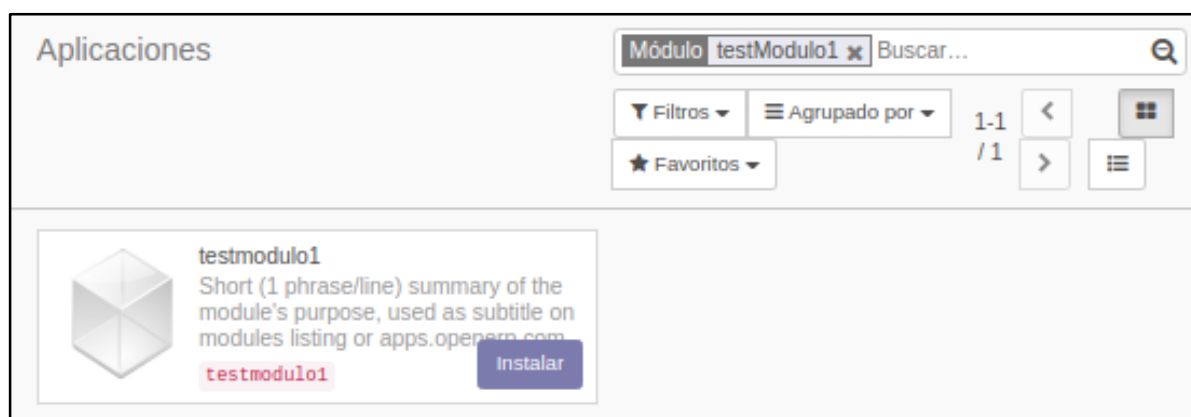 Aplicaciones
Módulo testModulo1 Buscar...
Filtros Agrupado por
1-1
/ 1
Favoritos
testmodulo1
Short (1 phrase/line) summary of the
module's purpose, used as subtitle on
modules listing or apps.openerp.com
testmodulo1
Instalar